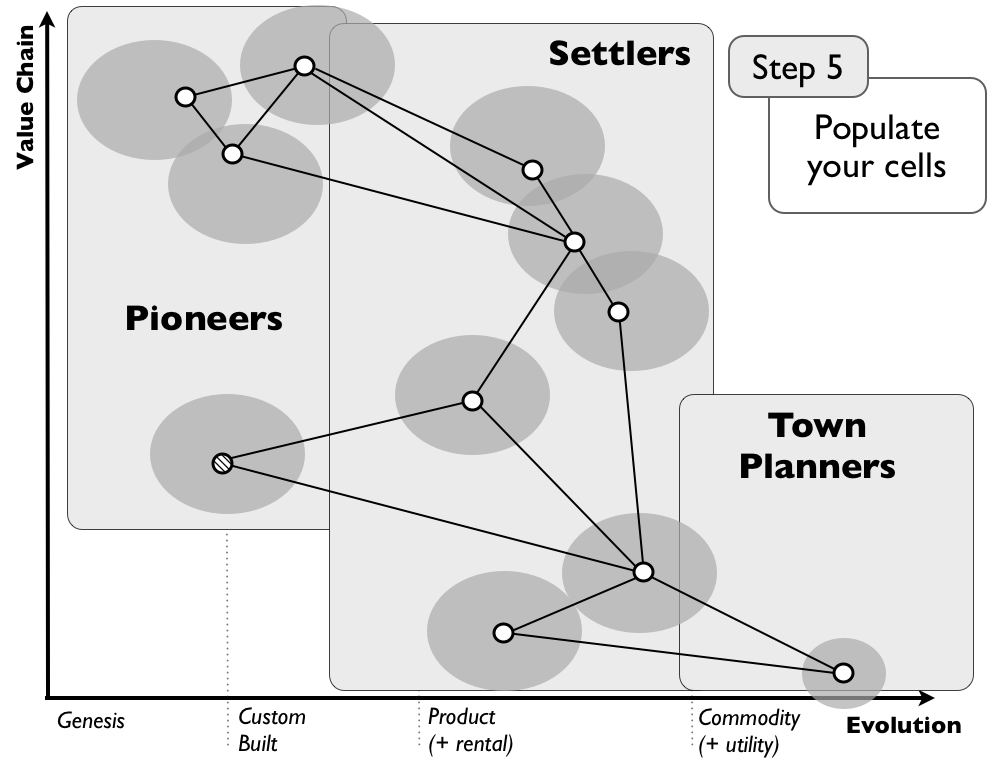 Value Chain
Settlers
Step 5
Populate
your cells
Pioneers
Town
Planners
Genesis
Custom
Built
Product
(+ rental)
Commodity
(+ utility)
Evolution